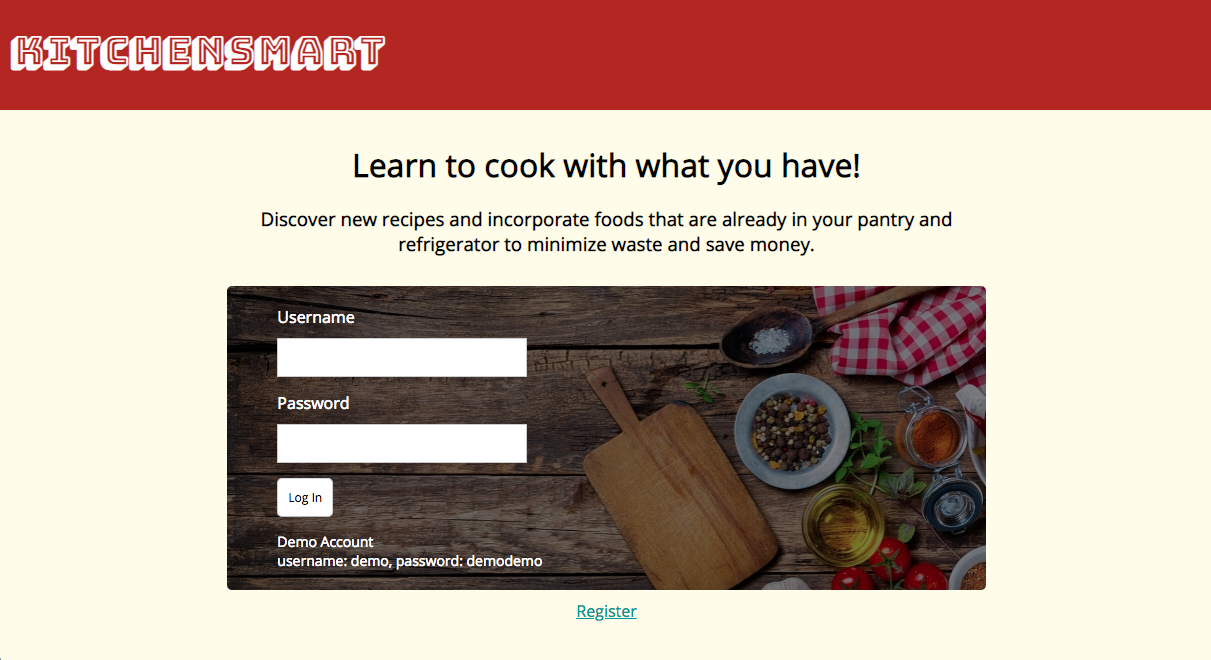 KITCHENSMART
Learn to cook with what you have!
Discover new recipes and incorporate foods that are already in your pantry and
refrigerator to minimize waste and save money.
Username
Password
Log In
Demo Account
username: demo, password: demodemo
Register